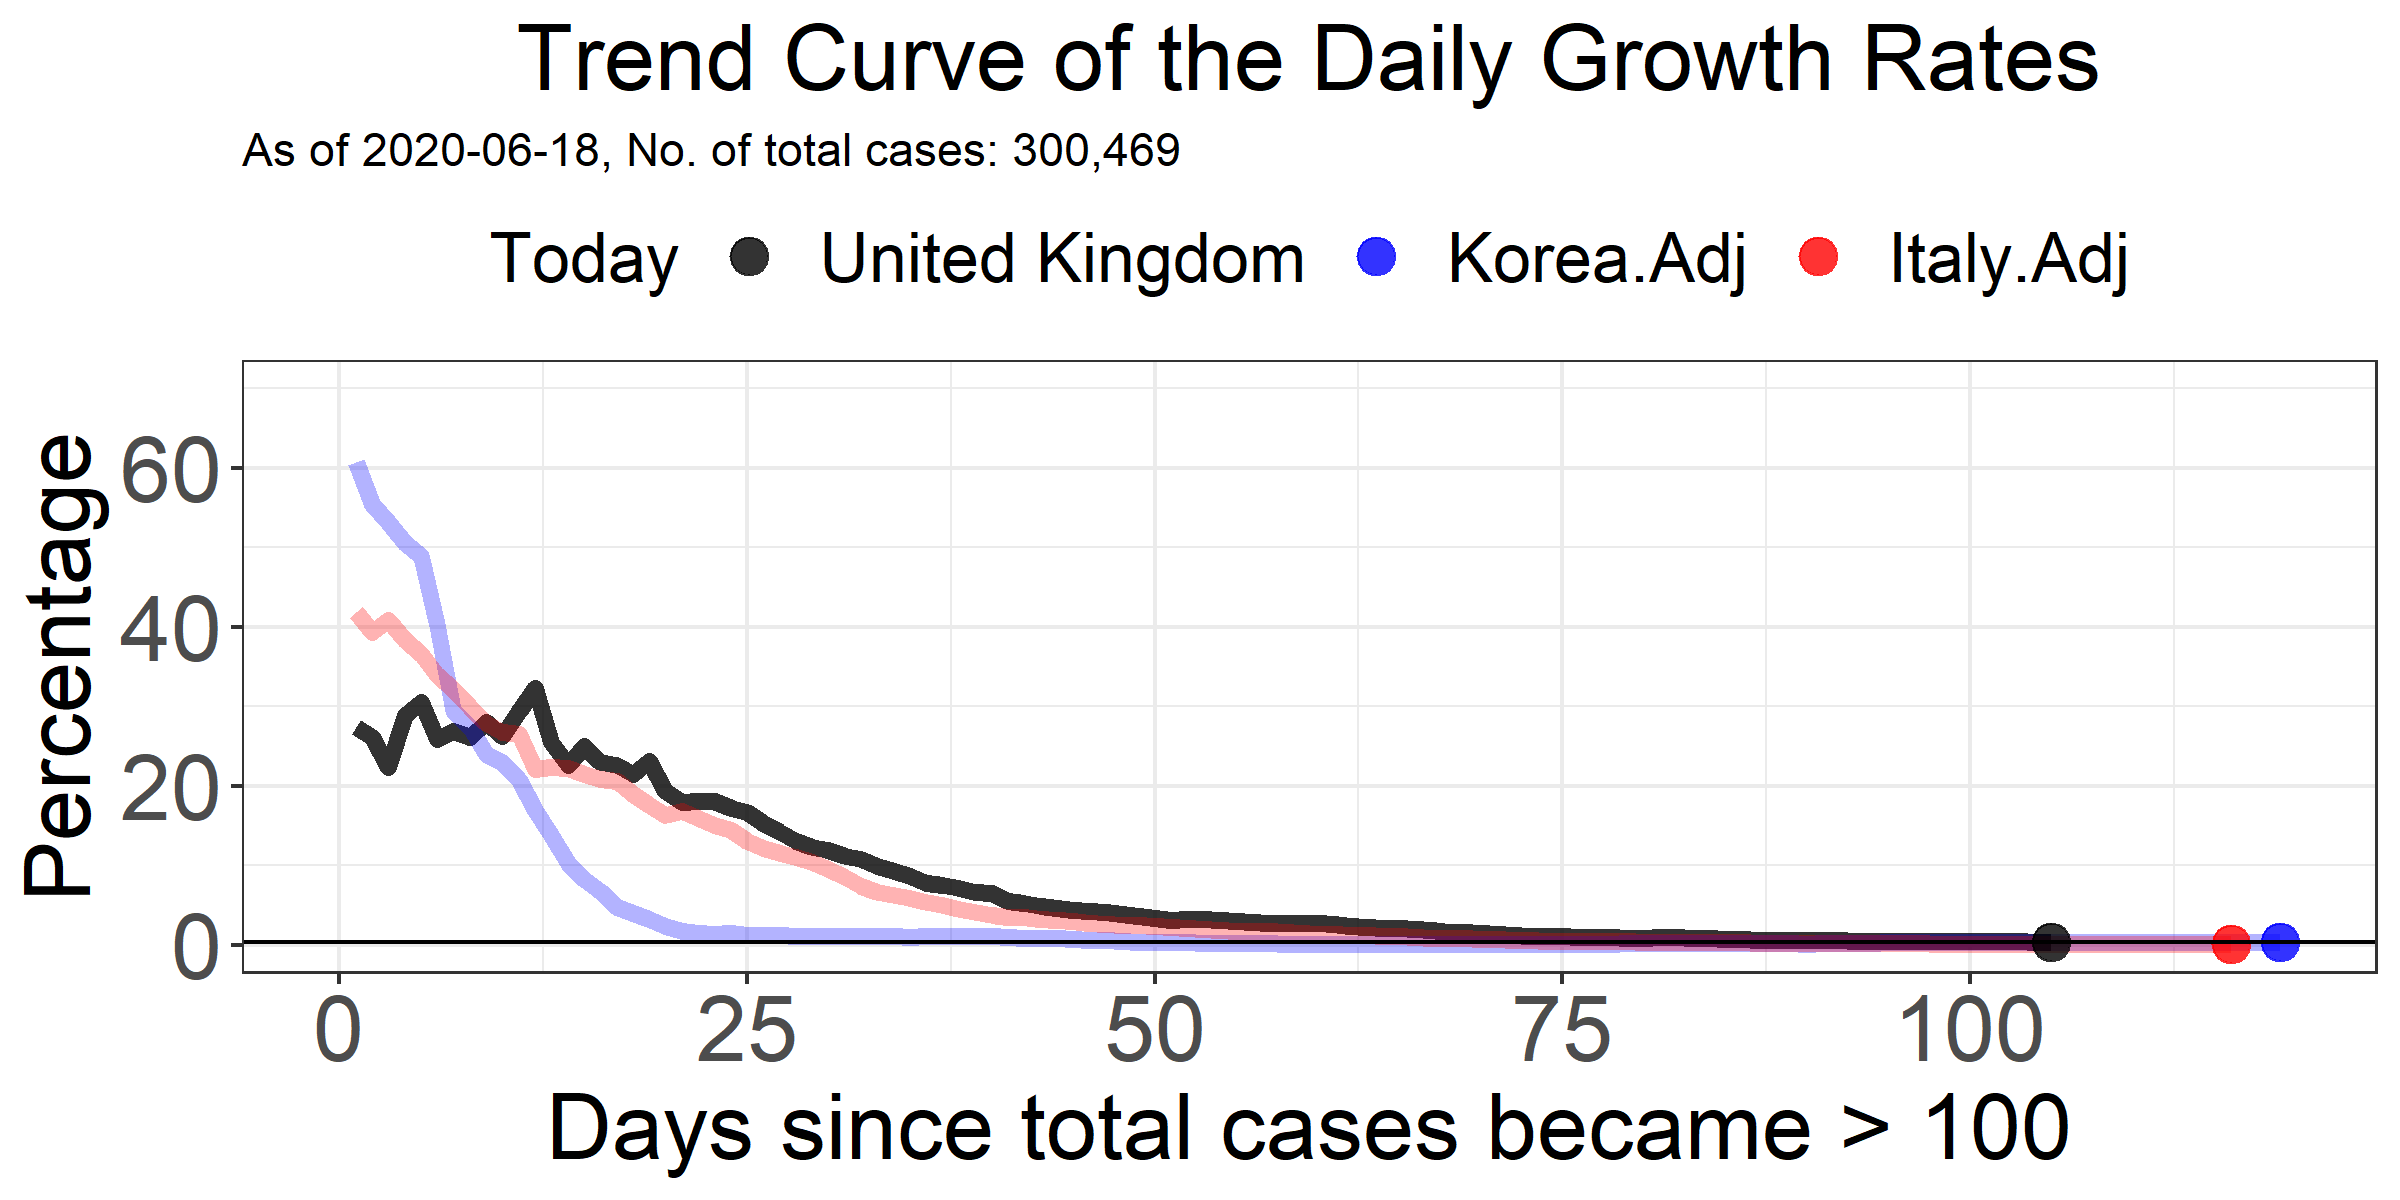 Trend Curve of the Daily Growth Rates
As of 2020-06-18, No. of total cases: 300,469
Today United Kingdom Korea.Adj Italy.Adj
Percentage
60
40
20
0
0 25 50 75 100
Days since total cases became > 100